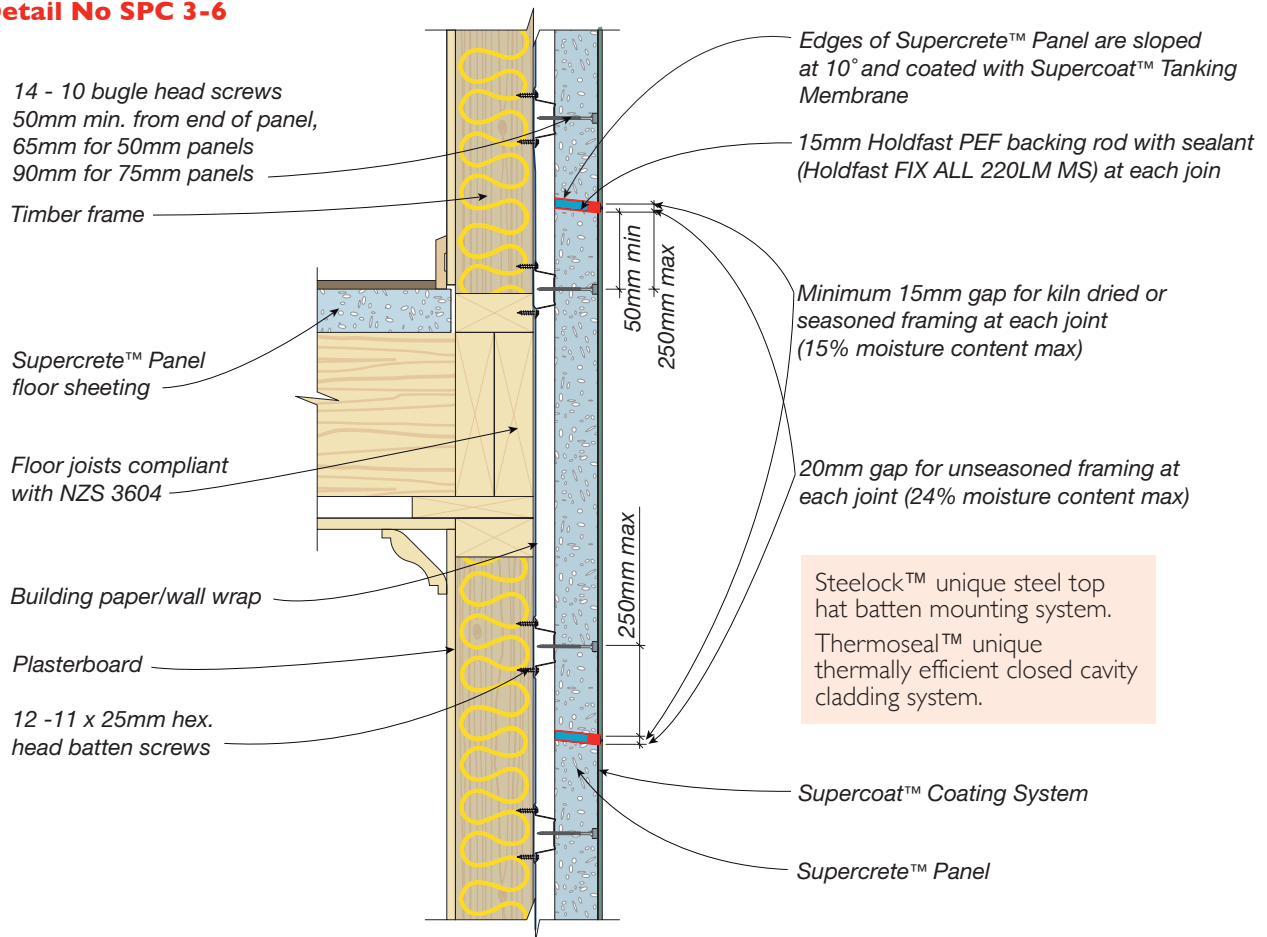 Detail No SPC 3-6
14 - 10 bugle head screws
50mm min. from end of panel,
65mm for 50mm panels
90mm for 75mm panels
Timber frame
Supercrete™ Panel
floor sheeting
Floor joists compliant
with NZS 3604
Building paper/wall wrap
Plasterboard
12 -11 x 25mm hex.
head batten screws
50mm min
250mm max
250mm max
Edges of Supercrete™ Panel are sloped
at 10° and coated with Supercoat™ Tanking
Membrane
15mm Holdfast PEF backing rod with sealant
(Holdfast FIX ALL 220LM MS) at each join
Minimum 15mm gap for kiln dried or
seasoned framing at each joint
(15% moisture content max)
20mm gap for unseasoned framing at
each joint (24% moisture content max)
Steelock™ unique steel top
hat batten mounting system.
Thermoseal™ unique
thermally efficient closed cavity
cladding system.
Supercoat™ Coating System
Supercrete™ Panel